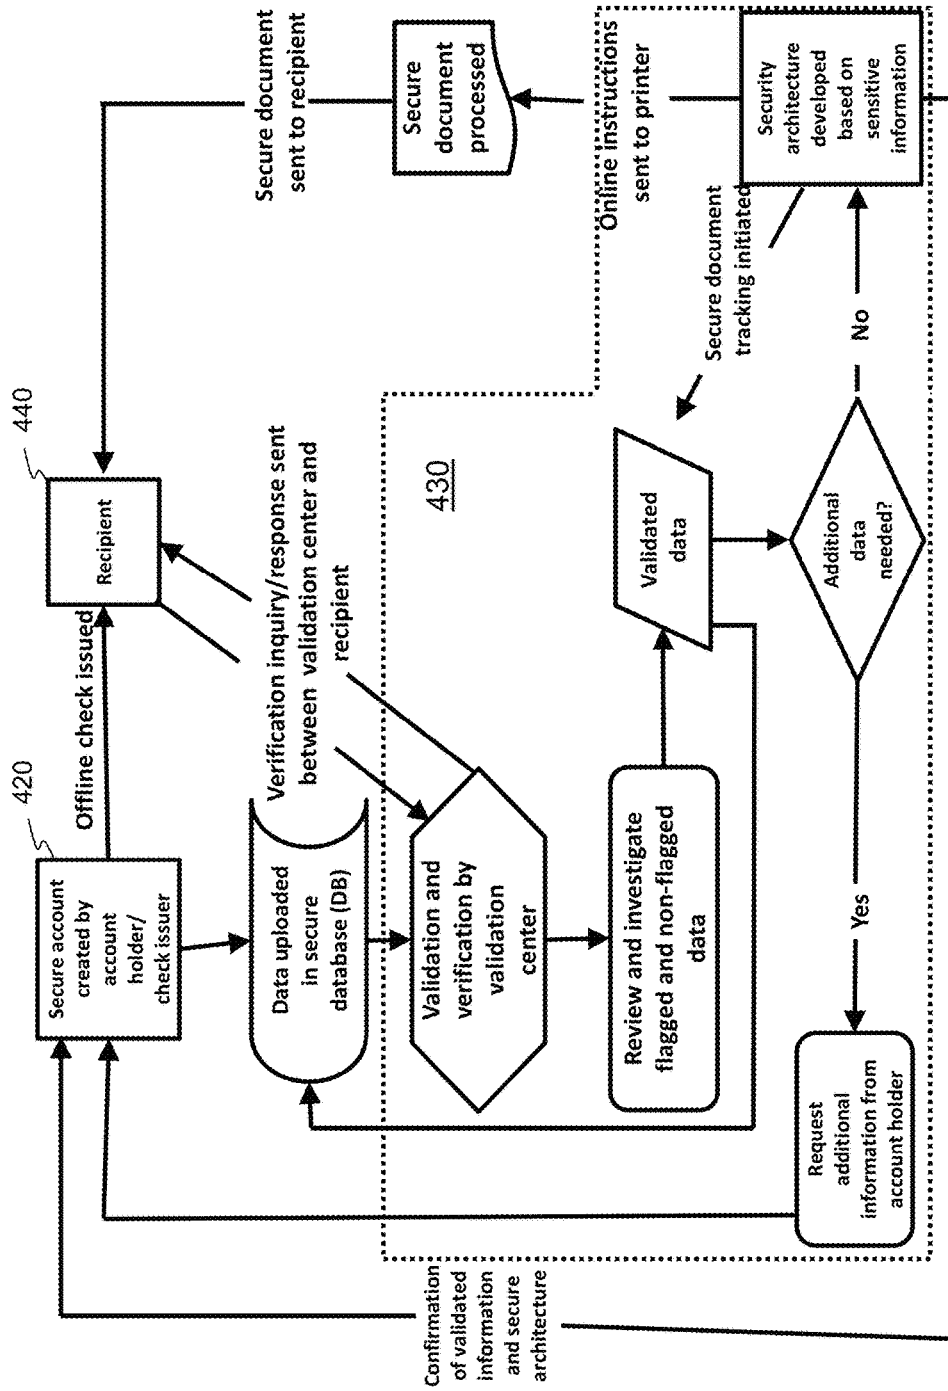 420
440
Secure account
created by
account
holder/
check issuer
Offline check issued
Recipient
Secure document
sent to recipient
Data uploaded
in secure
database (DB)
Verification inquiry/response sent
between validation center and
recipient
Secure
document
processed
Confirmation
of validated
information
and secure
architecture
Validation and
verification by
validation
center
430
Online instructions
sent to printer
Review and investigate
flagged and non-flagged
data
Validated
data
Secure document
tracking initiated
Request
additional
information from
account holder
Yes
Additional
data
needed?
No
Security
architecture
developed
based on
sensitive
information